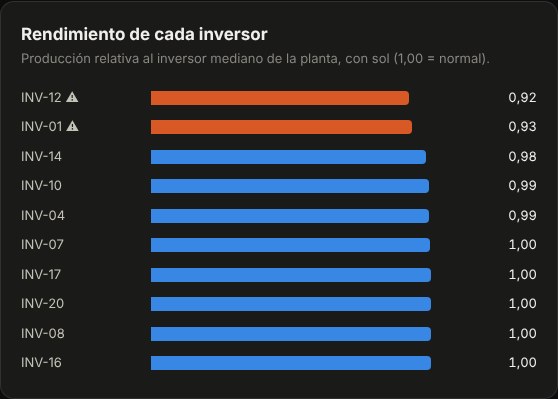 Rendimiento de cada inversor
Producción relativa al inversor mediano de la planta, con sol (1,00 = normal).
INV-12 ⚠ 0,92
INV-01 ⚠ 0,93
INV-14 0,98
INV-10 0,99
INV-04 0,99
INV-07 1,00
INV-17 1,00
INV-20 1,00
INV-08 1,00
INV-16 1,00